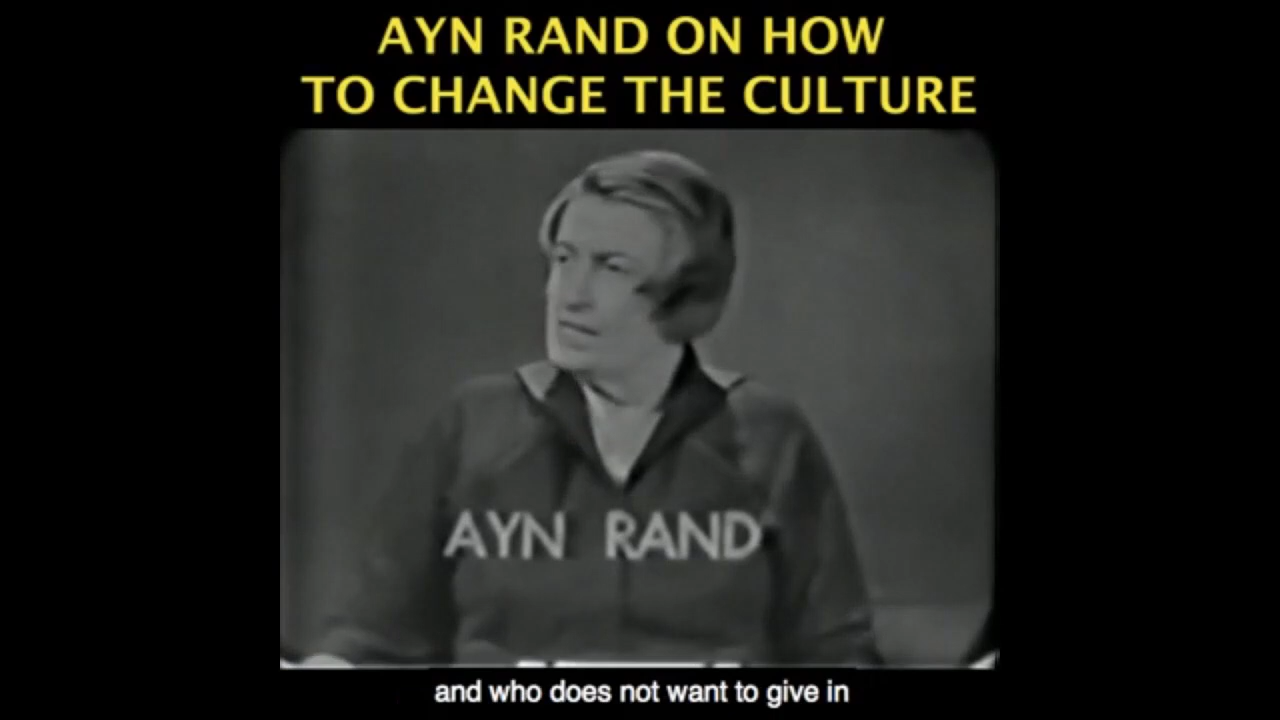 AYN RAND ON HOW
TO CHANGE THE CULTURE
AYN RAND
and who does not want to give in